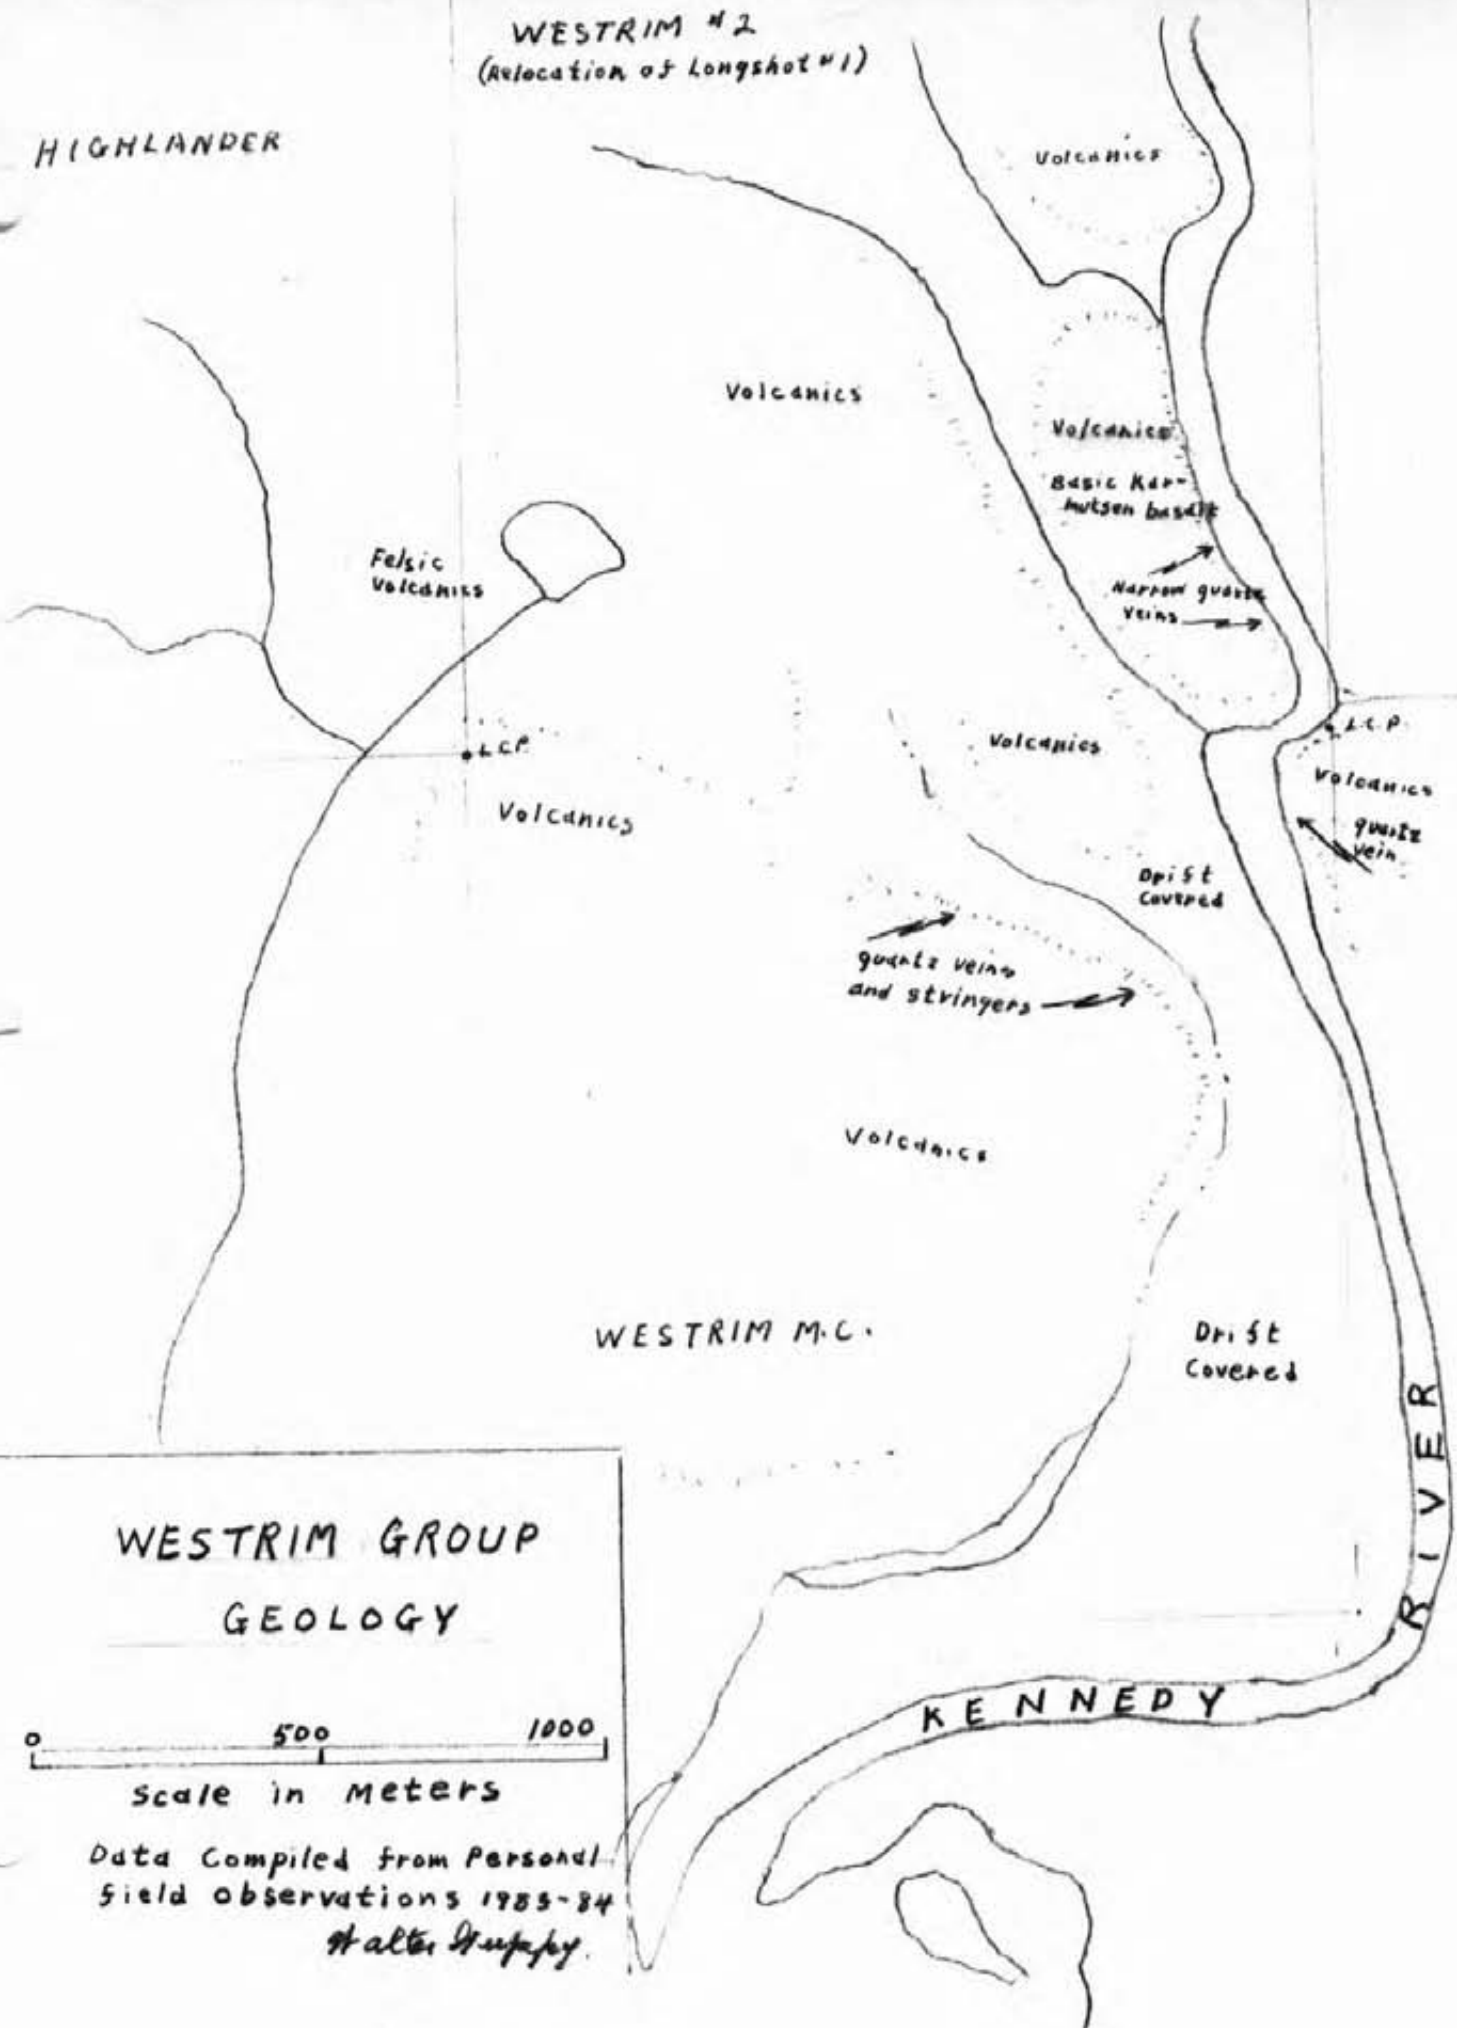 WESTRIM #2
(Relocation of Longshot #1)
HIGHLANDER
Volcanics
Volcanics
Volcanics
Basic Kar-
mutsen basalt
Narrow quartz
veins
Felsic
Volcanics
L.C.P.
Volcanics
Volcanics
L.C.P.
Volcanics
quartz
vein
Drift
Covered
quartz veins
and stringers
Volcanics
WESTRIM M.C.
Drift
Covered
KENNEDY RIVER
WESTRIM GROUP
GEOLOGY
0 500 1000
Scale in Meters
Data Compiled from Personal
field observations 1983-84
Walter